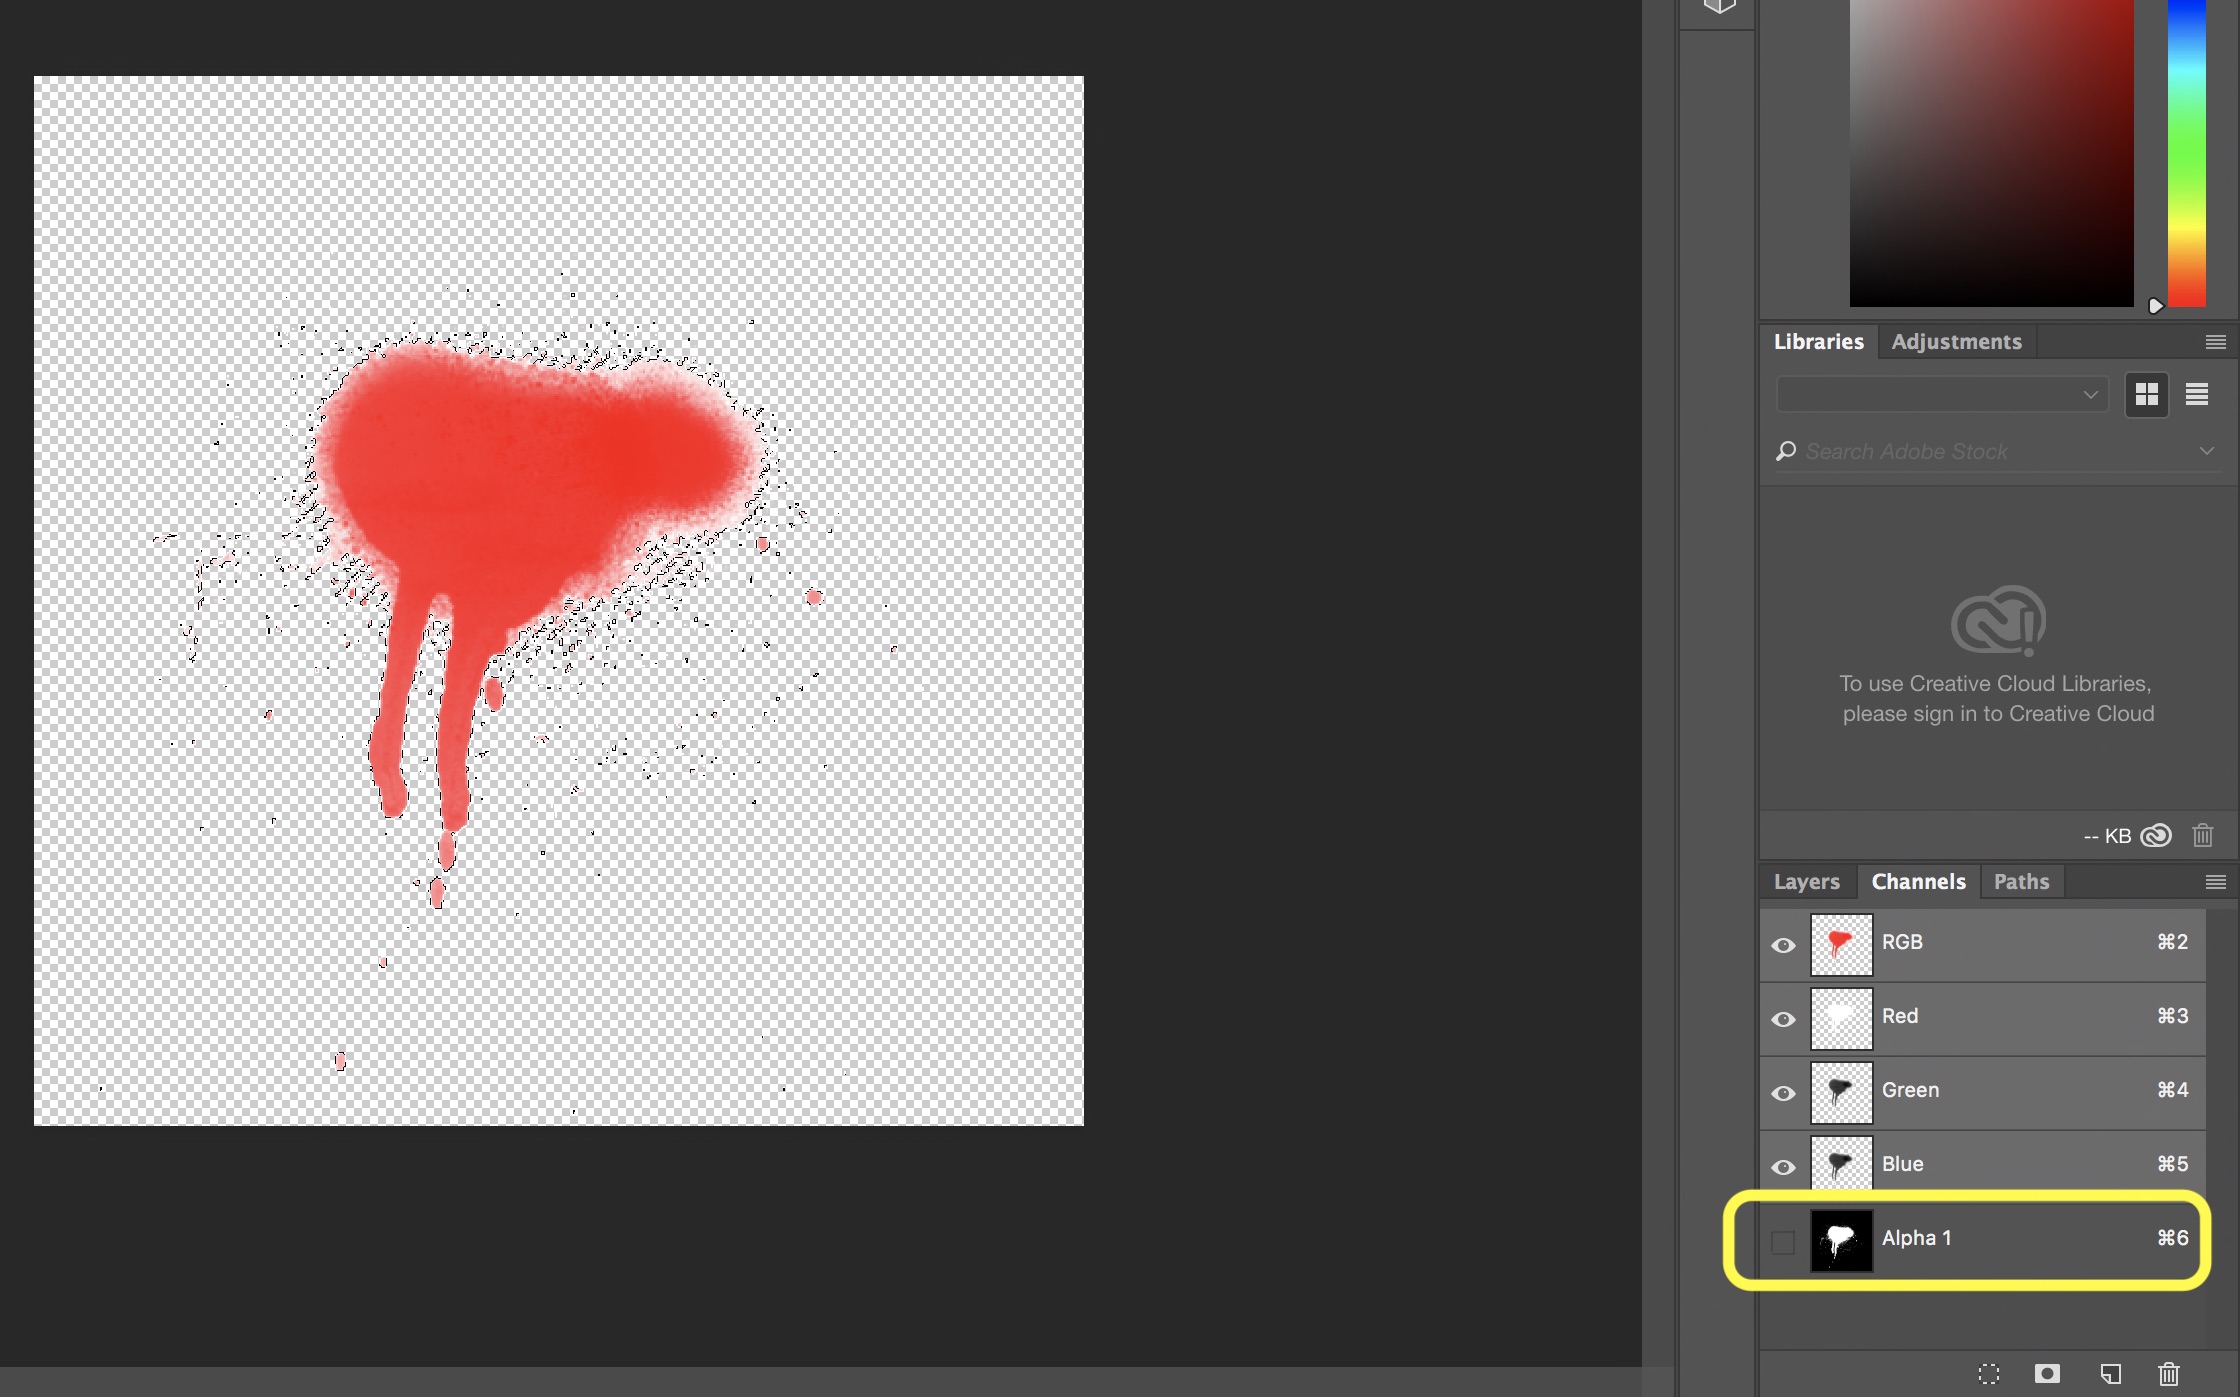 Libraries
Adjustments
Search Adobe Stock
To use Creative Cloud Libraries,
please sign in to Creative Cloud
-- KB
Layers
Channels
Paths
RGB
⌘2
Red
⌘3
Green
⌘4
Blue
⌘5
Alpha 1
⌘6